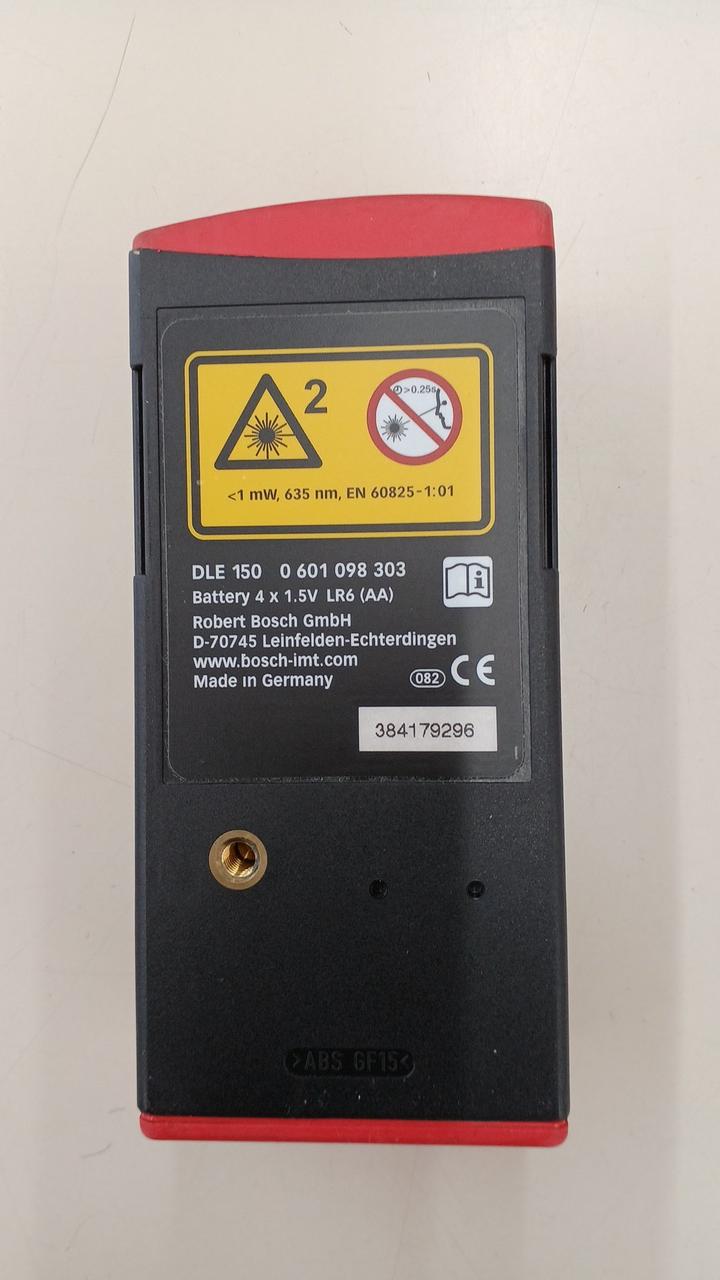 2
>0.25s
<1 mW, 635 nm, EN 60825-1:01
DLE 150 0 601 098 303
Battery 4 x 1.5V LR6 (AA)
Robert Bosch GmbH
D-70745 Leinfelden-Echterdingen
www.bosch-imt.com
Made in Germany
082 CE
384179296
>ABS GF15<